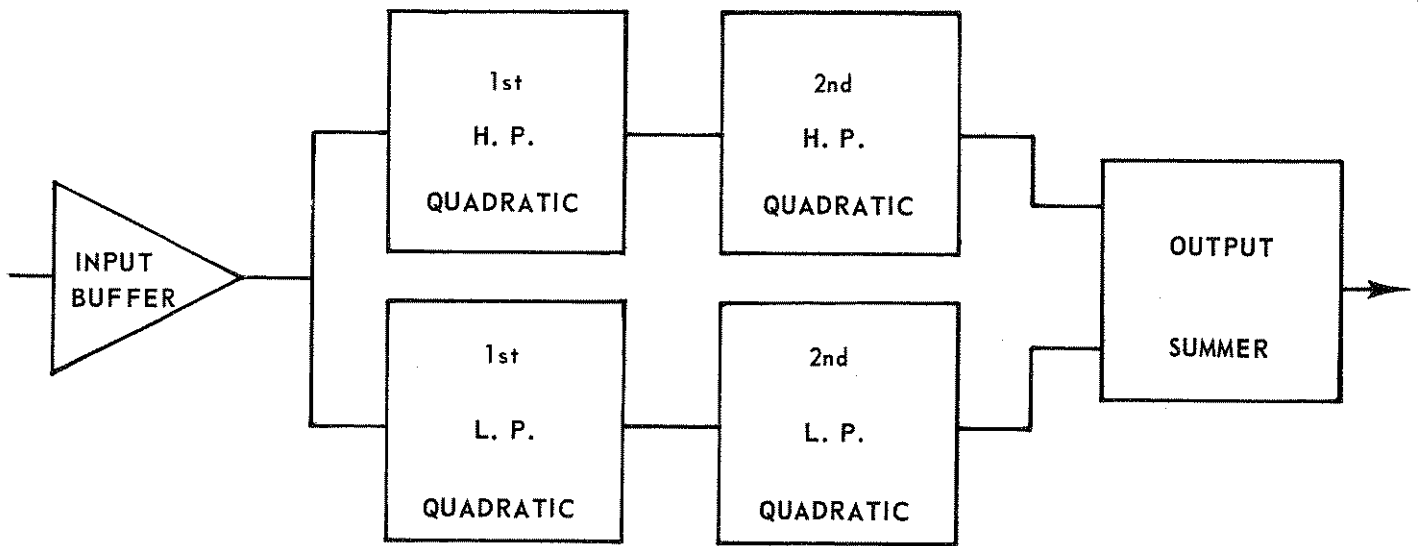 INPUT
BUFFER
1st
H. P.
QUADRATIC
2nd
H. P.
QUADRATIC
1st
L. P.
QUADRATIC
2nd
L. P.
QUADRATIC
OUTPUT
SUMMER